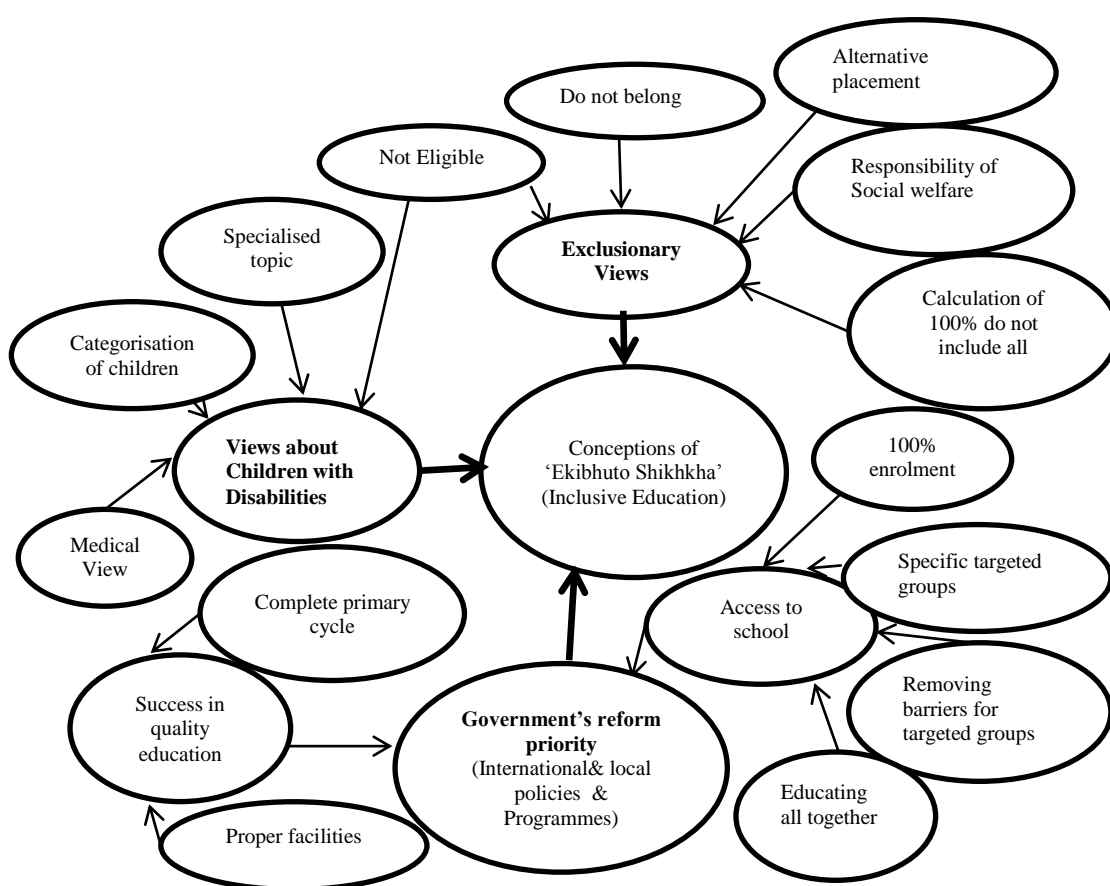 Alternative
placement
Do not belong
Not Eligible
Responsibility of
Social welfare
Specialised
topic
Exclusionary
Views
Calculation of
100% do not
include all
Categorisation
of children
Views about
Children with
Disabilities
Conceptions of
‘Ekibhuto Shikhkha’
(Inclusive Education)
100%
enrolment
Medical
View
Specific targeted
groups
Complete primary
cycle
Access to
school
Success in
quality
education
Government’s reform
priority
(International& local
policies &
Programmes)
Removing
barriers for
targeted groups
Educating
all together
Proper facilities